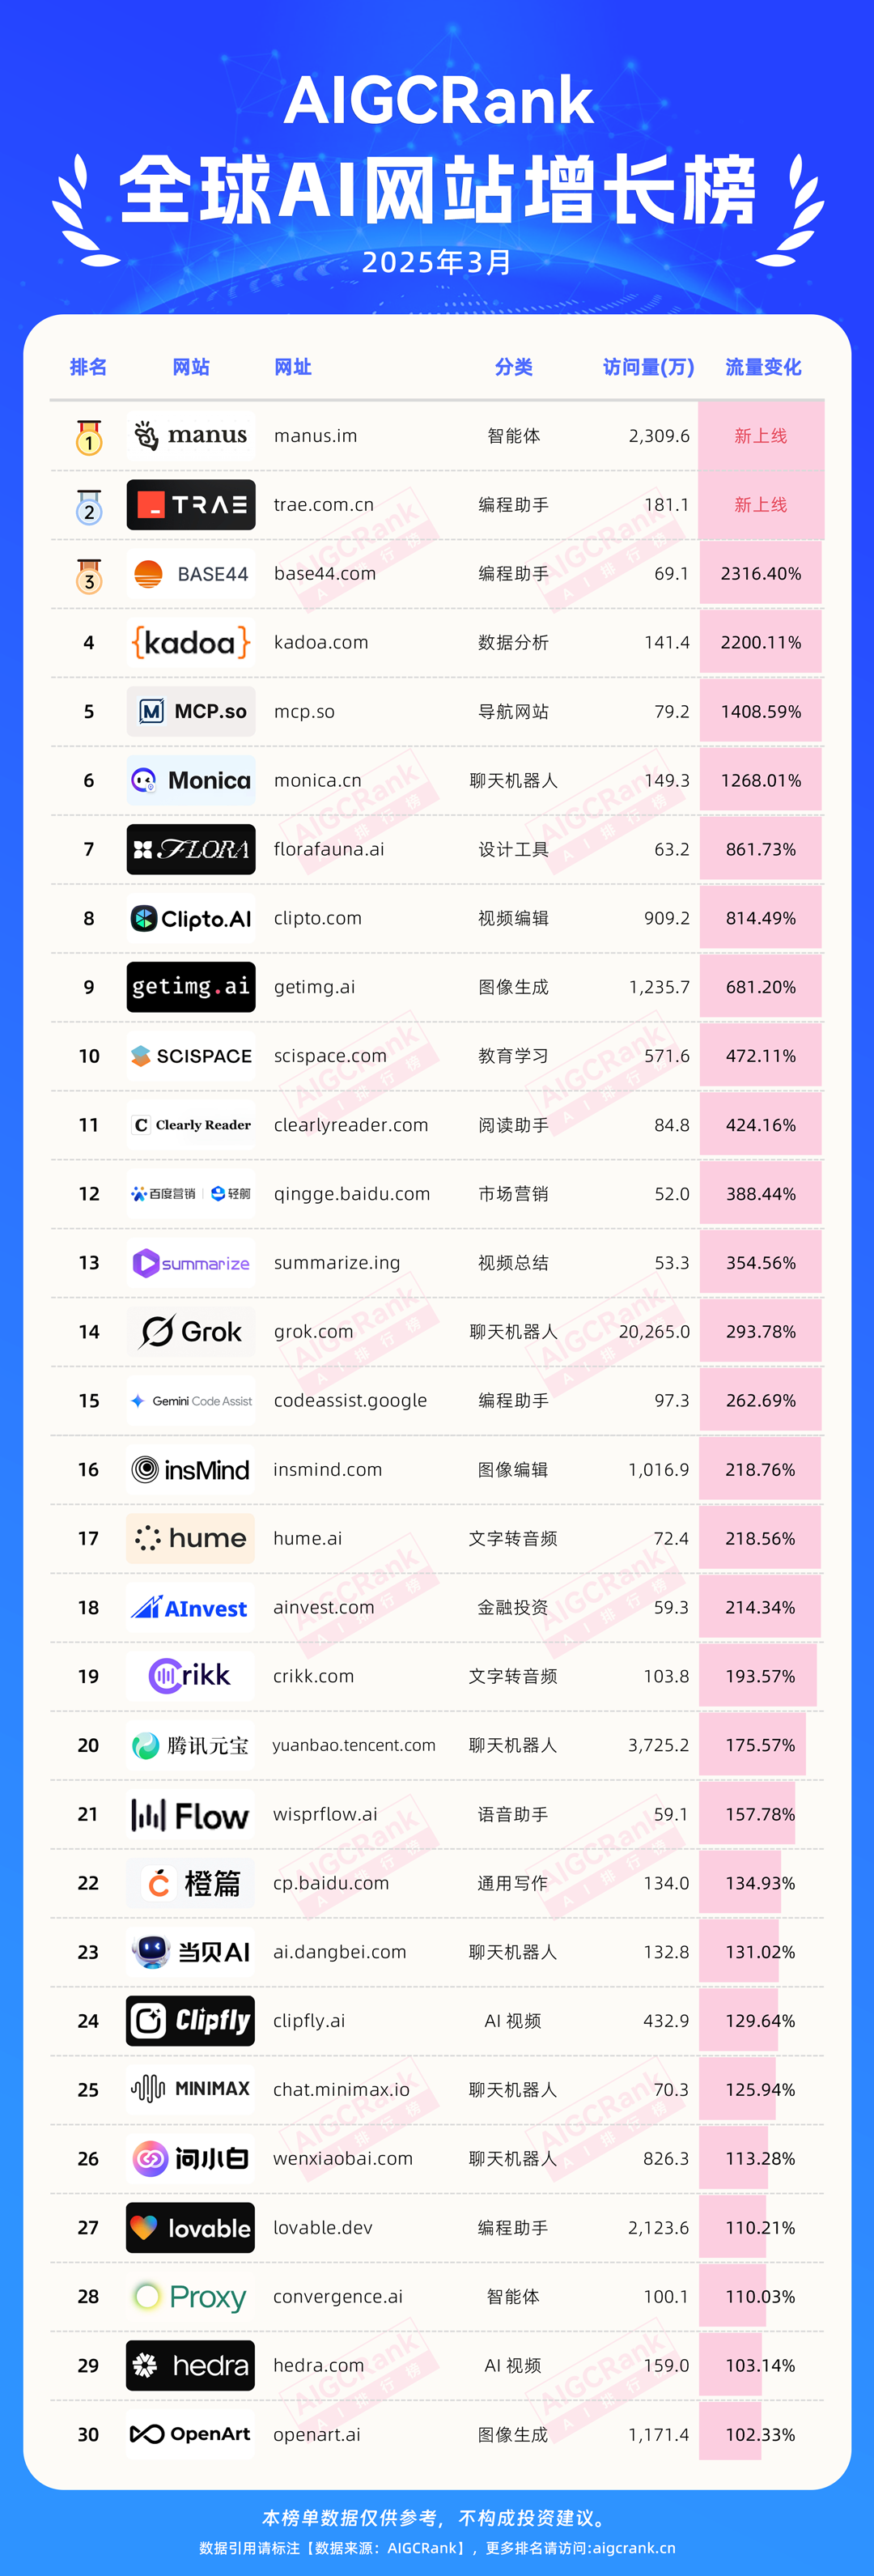 AIGCRank
全球AI网站增长榜
2025年3月
排名 网站 网址 分类 访问量(万) 流量变化
1 manus manus.im 智能体 2,309.6 新上线
2 TRAE trae.com.cn 编程助手 181.1 新上线
3 BASE44 base44.com 编程助手 69.1 2316.40%
4 {kadoa} kadoa.com 数据分析 141.4 2200.11%
5 M MCP.so mcp.so 导航网站 79.2 1408.59%
6 Monica monica.cn 聊天机器人 149.3 1268.01%
7 FLORA florafauna.ai 设计工具 63.2 861.73%
8 Clipto.AI clipto.com 视频编辑 909.2 814.49%
9 getimg.ai getimg.ai 图像生成 1,235.7 681.20%
10 SCISPACE scispace.com 教育学习 571.6 472.11%
11 C Clearly Reader clearlyreader.com 阅读助手 84.8 424.16%
12 百度营销 | 轻舸 qingge.baidu.com 市场营销 52.0 388.44%
13 summarize summarize.ing 视频总结 53.3 354.56%
14 Grok grok.com 聊天机器人 20,265.0 293.78%
15 Gemini Code Assist codeassist.google 编程助手 97.3 262.69%
16 insMind insmind.com 图像编辑 1,016.9 218.76%
17 hume hume.ai 文字转音频 72.4 218.56%
18 AInvest ainvest.com 金融投资 59.3 214.34%
19 Crikk crikk.com 文字转音频 103.8 193.57%
20 腾讯元宝 yuanbao.tencent.com 聊天机器人 3,725.2 175.57%
21 Flow wisprflow.ai 语音助手 59.1 157.78%
22 橙篇 cp.baidu.com 通用写作 134.0 134.93%
23 当贝AI ai.dangbei.com 聊天机器人 132.8 131.02%
24 Clipfly clipfly.ai AI 视频 432.9 129.64%
25 MINIMAX chat.minimax.io 聊天机器人 70.3 125.94%
26 问小白 wenxiaobai.com 聊天机器人 826.3 113.28%
27 lovable lovable.dev 编程助手 2,123.6 110.21%
28 Proxy convergence.ai 智能体 100.1 110.03%
29 hedra hedra.com AI 视频 159.0 103.14%
30 OpenArt openart.ai 图像生成 1,171.4 102.33%
本榜单数据仅供参考，不构成投资建议。
数据引用请标注【数据来源：AIGCRank】，更多排名请访问:aigcrank.cn